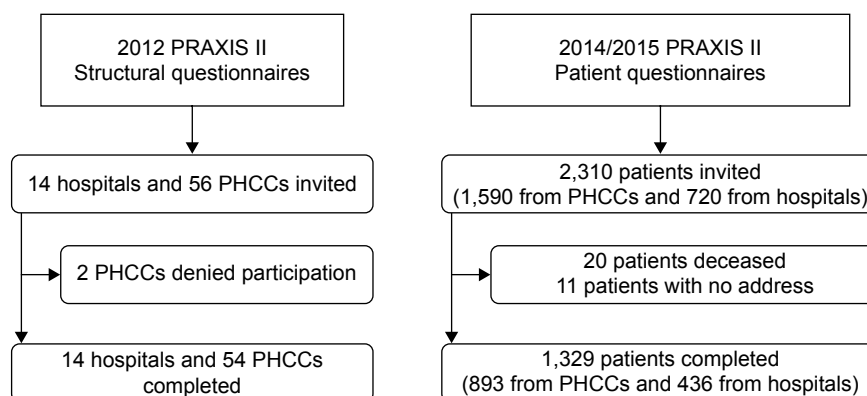 2012 PRAXIS II
Structural questionnaires
14 hospitals and 56 PHCCs invited
2 PHCCs denied participation
14 hospitals and 54 PHCCs
completed
2014/2015 PRAXIS II
Patient questionnaires
2,310 patients invited
(1,590 from PHCCs and 720 from hospitals)
20 patients deceased
11 patients with no address
1,329 patients completed
(893 from PHCCs and 436 from hospitals)